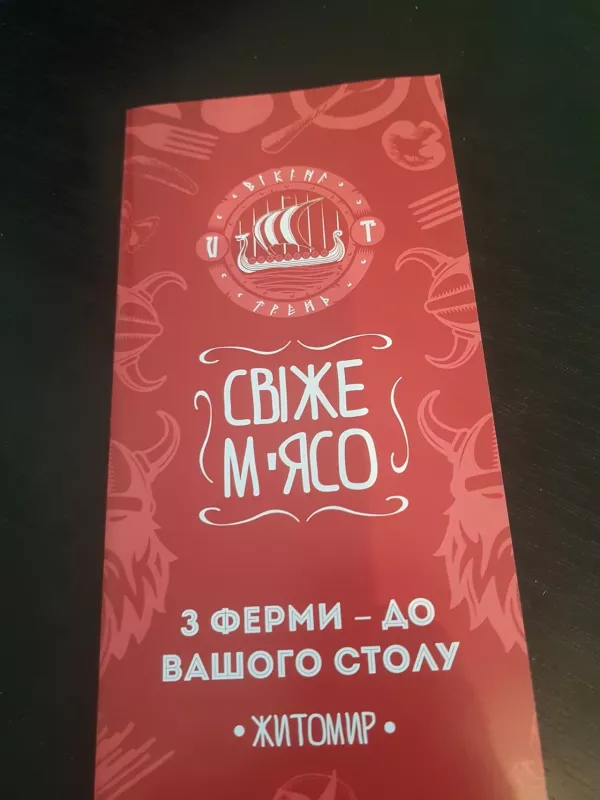 ВІКІНГ
V T
ТРЕЙД
СВІЖЕ
М'ЯСО
З ФЕРМИ – ДО
ВАШОГО СТОЛУ
• ЖИТОМИР •